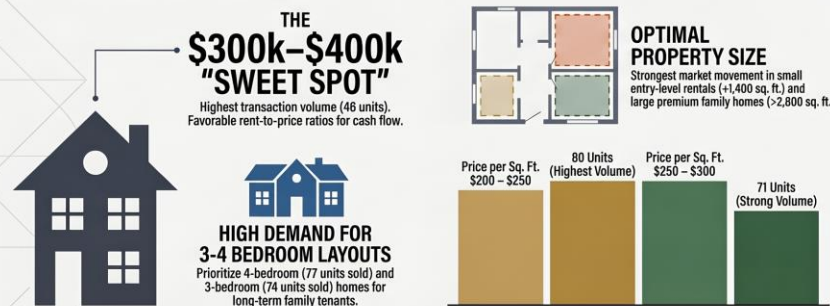 THE
$300k–$400k
"SWEET SPOT"
Highest transaction volume (46 units).
Favorable rent-to-price ratios for cash flow.
HIGH DEMAND FOR
3-4 BEDROOM LAYOUTS
Prioritize 4-bedroom (77 units sold) and
3-bedroom (74 units sold) homes for
long-term family tenants.
OPTIMAL
PROPERTY SIZE
Strongest market movement in small
entry-level rentals (+1,400 sq. ft.) and
large premium family homes (>2,800 sq. ft.
Price per Sq. Ft.
$200 – $250
80 Units
(Highest Volume)
Price per Sq. Ft.
$250 – $300
71 Units
(Strong Volume)